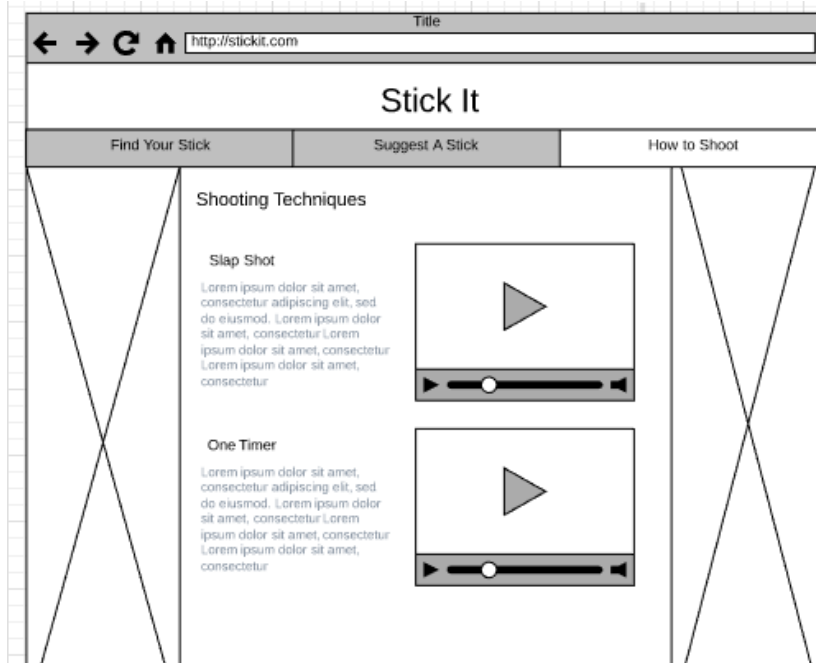 Title
http://stickit.com
Stick It
Find Your Stick
Suggest A Stick
How to Shoot
Shooting Techniques
Slap Shot
Lorem ipsum dolor sit amet,
consectetur adipiscing elit, sed
do eiusmod. Lorem ipsum dolor
sit amet, consectetur Lorem
ipsum dolor sit amet, consectetur
Lorem ipsum dolor sit amet,
consectetur
One Timer
Lorem ipsum dolor sit amet,
consectetur adipiscing elit, sed
do eiusmod. Lorem ipsum dolor
sit amet, consectetur Lorem
ipsum dolor sit amet, consectetur
Lorem ipsum dolor sit amet,
consectetur